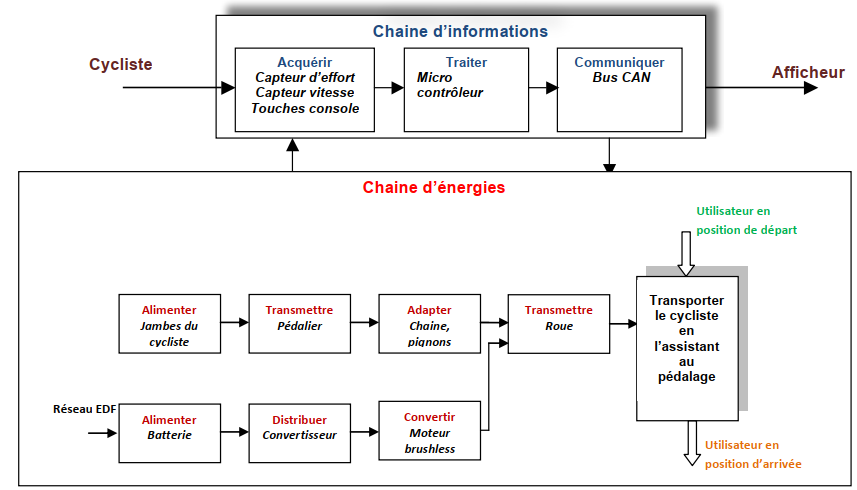 Chaine d’informations
Cycliste
Acquérir
Capteur d’effort
Capteur vitesse
Touches console
Traiter
Micro
contrôleur
Communiquer
Bus CAN
Afficheur
Chaine d’énergies
Utilisateur en
position de départ
Alimenter
Jambes du
cycliste
Transmettre
Pédalier
Adapter
Chaine,
pignons
Transmettre
Roue
Transporter
le cycliste
en
l’assistant
au
pédalage
Réseau EDF
Alimenter
Batterie
Distribuer
Convertisseur
Convertir
Moteur
brushless
Utilisateur en
position d’arrivée